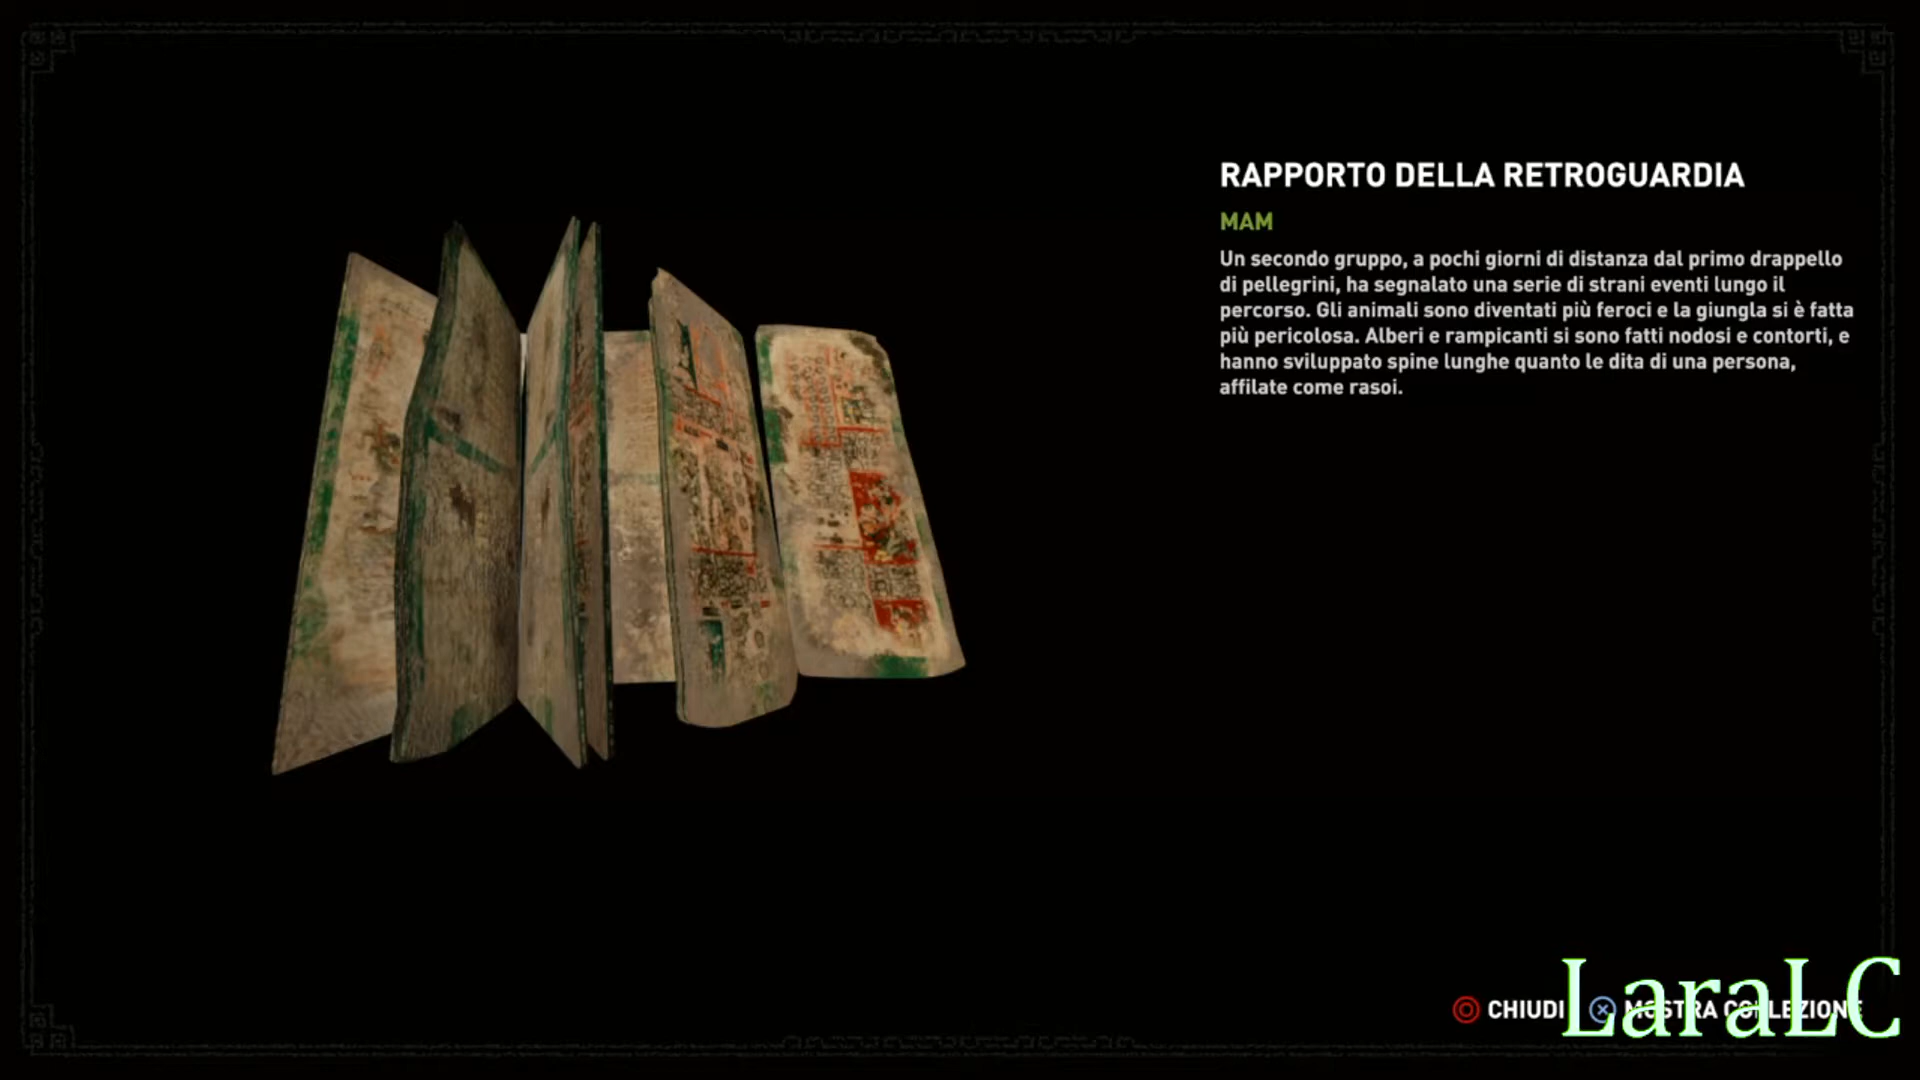 RAPPORTO DELLA RETROGUARDIA
MAM
Un secondo gruppo, a pochi giorni di distanza dal primo drappello
di pellegrini, ha segnalato una serie di strani eventi lungo il
percorso. Gli animali sono diventati più feroci e la giungla si è fatta
più pericolosa. Alberi e rampicanti si sono fatti nodosi e contorti, e
hanno sviluppato spine lunghe quanto le dita di una persona,
affilate come rasoi.
CHIUDI MOSTRA COLLEZIONE
LaraLC